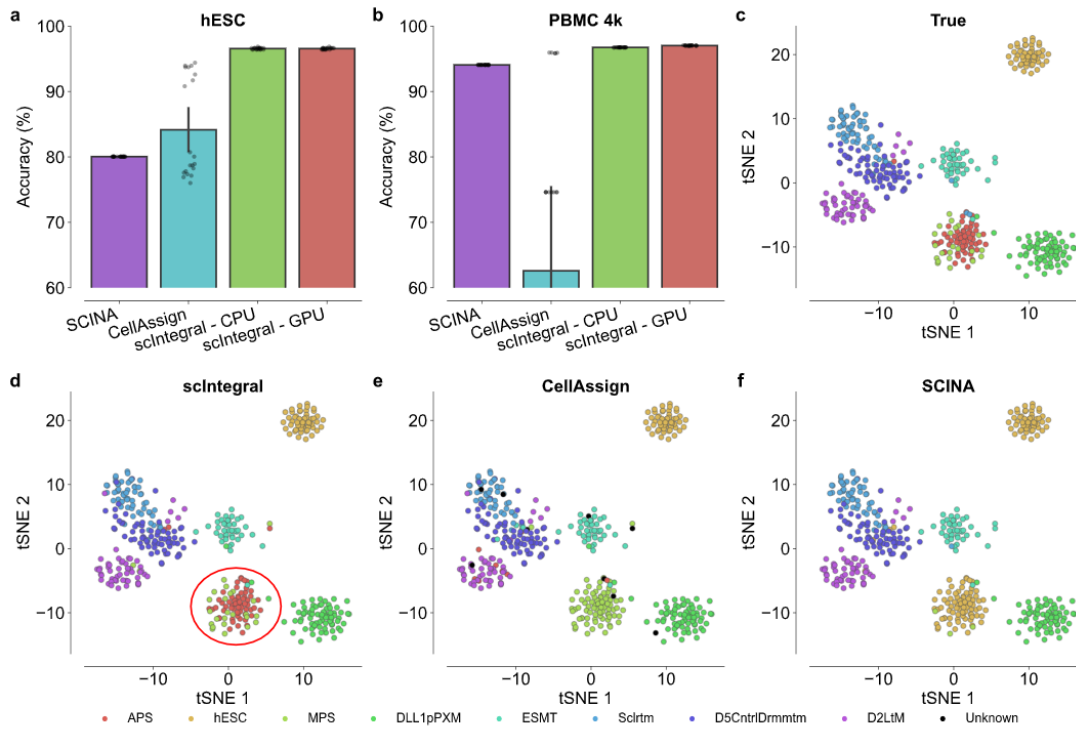 a
hESC
Accuracy (%)
100
90
80
70
60
SCINA
CellAssign
scIntegral - CPU
scIntegral - GPU
b
PBMC 4k
Accuracy (%)
100
90
80
70
60
SCINA
CellAssign
scIntegral - CPU
scIntegral - GPU
c
True
tSNE 2
20
10
0
−10
−10
0
10
tSNE 1
d
scIntegral
tSNE 2
20
10
0
−10
−10
0
10
tSNE 1
e
CellAssign
tSNE 2
20
10
0
−10
−10
0
10
tSNE 1
f
SCINA
tSNE 2
20
10
0
−10
−10
0
10
tSNE 1
APS hESC MPS DLL1pPXM ESMT Sclrtm D5CntrlDrmmtm D2LtM Unknown